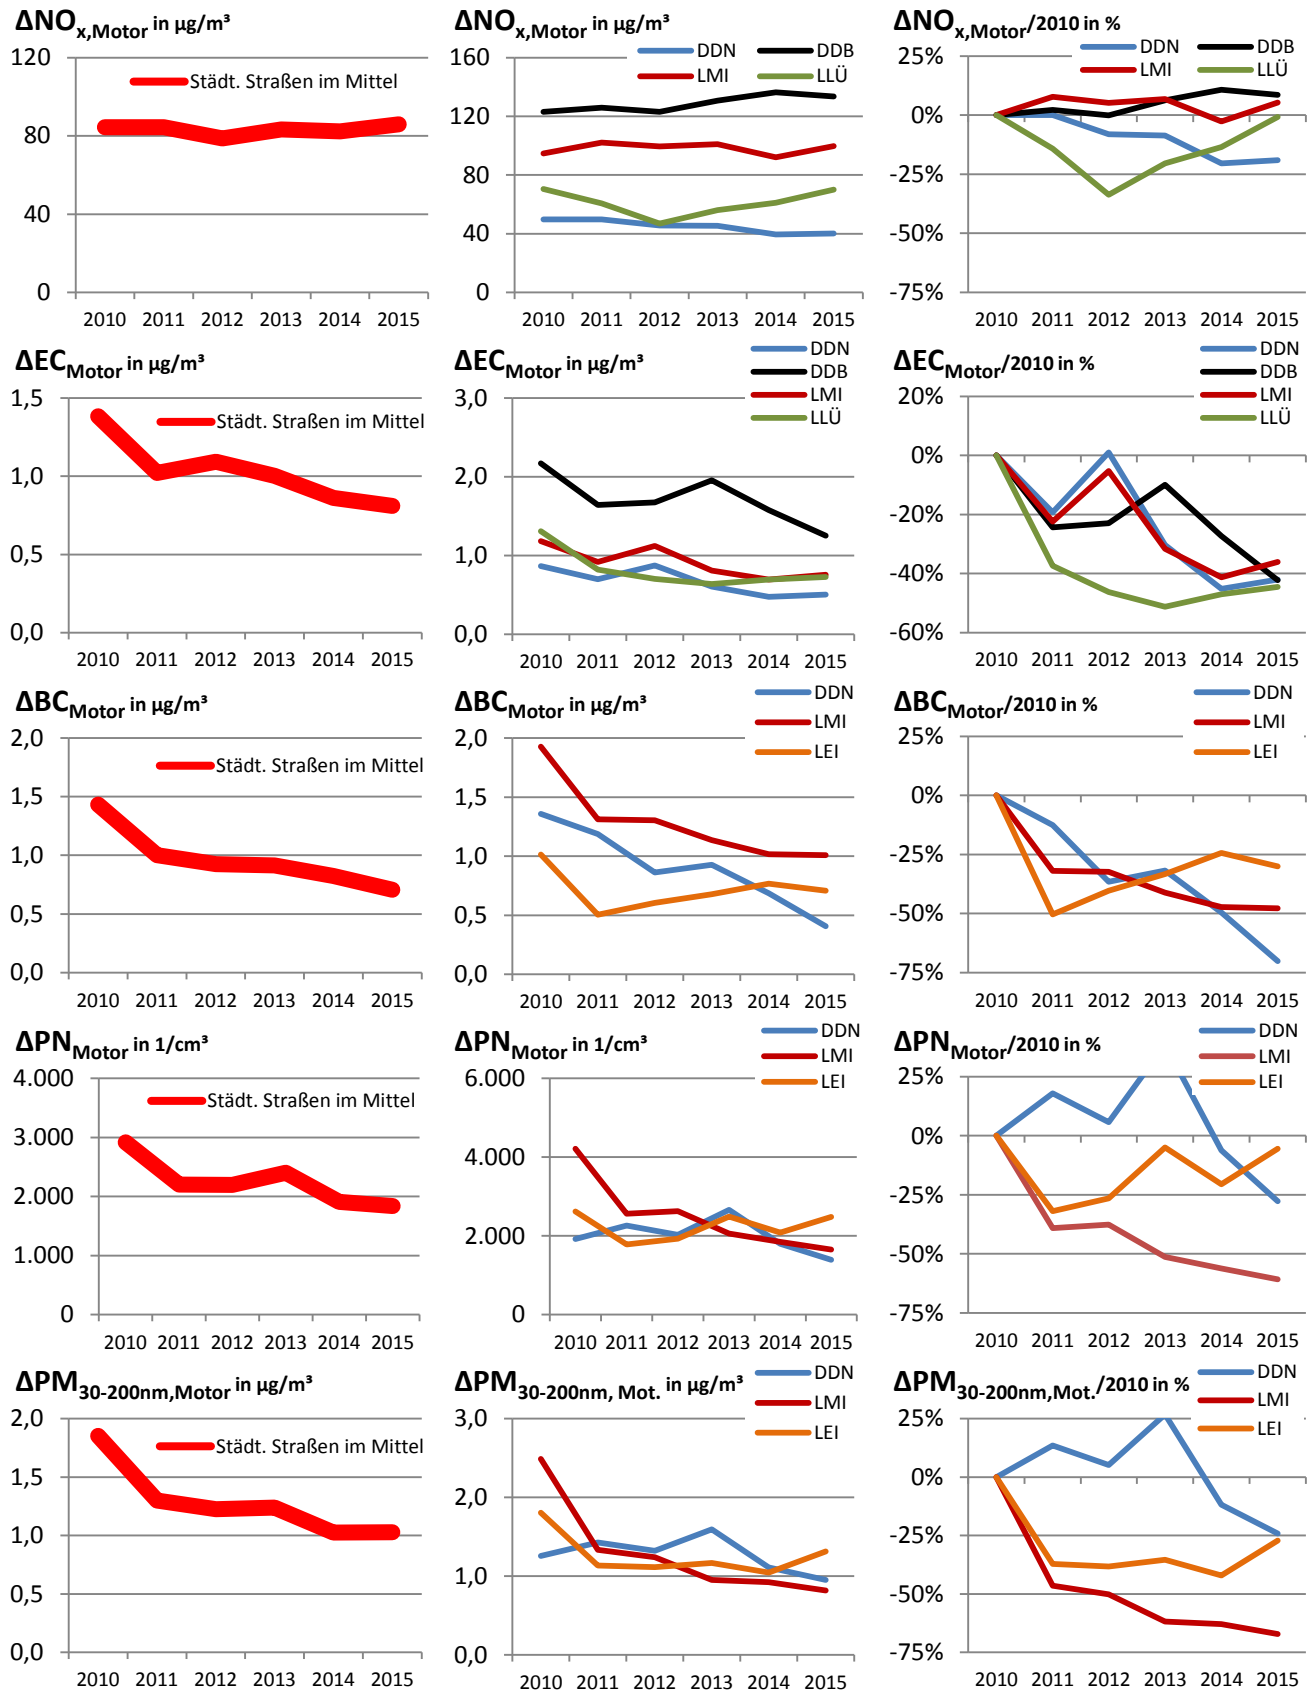 ΔNOx,Motor in µg/m³
120
80
40
0
Städt. Straßen im Mittel
2010 2011 2012 2013 2014 2015
ΔNOx,Motor in µg/m³
160
120
80
40
0
DDN DDB
LMI LLÜ
2010 2011 2012 2013 2014 2015
ΔNOx,Motor/2010 in %
25%
0%
-25%
-50%
-75%
DDN DDB
LMI LLÜ
2010 2011 2012 2013 2014 2015
ΔECMotor in µg/m³
1,5
1,0
0,5
0,0
Städt. Straßen im Mittel
2010 2011 2012 2013 2014 2015
ΔECMotor in µg/m³
3,0
2,0
1,0
0,0
DDN
DDB
LMI
LLÜ
2010 2011 2012 2013 2014 2015
ΔECMotor/2010 in %
20%
0%
-20%
-40%
-60%
DDN
DDB
LMI
LLÜ
2010 2011 2012 2013 2014 2015
ΔBCMotor in µg/m³
2,0
1,5
1,0
0,5
0,0
Städt. Straßen im Mittel
2010 2011 2012 2013 2014 2015
ΔBCMotor in µg/m³
2,0
1,5
1,0
0,5
0,0
DDN
LMI
LEI
2010 2011 2012 2013 2014 2015
ΔBCMotor/2010 in %
25%
0%
-25%
-50%
-75%
DDN
LMI
LEI
2010 2011 2012 2013 2014 2015
ΔPNMotor in 1/cm³
4.000
3.000
2.000
1.000
0
Städt. Straßen im Mittel
2010 2011 2012 2013 2014 2015
ΔPNMotor in 1/cm³
6.000
4.000
2.000
0
DDN
LMI
LEI
2010 2011 2012 2013 2014 2015
ΔPNMotor/2010 in %
25%
0%
-25%
-50%
-75%
DDN
LMI
LEI
2010 2011 2012 2013 2014 2015
ΔPM30-200nm,Motor in µg/m³
2,0
1,5
1,0
0,5
0,0
Städt. Straßen im Mittel
2010 2011 2012 2013 2014 2015
ΔPM30-200nm, Mot. in µg/m³
3,0
2,0
1,0
0,0
DDN
LMI
LEI
2010 2011 2012 2013 2014 2015
ΔPM30-200nm,Mot./2010 in %
25%
0%
-25%
-50%
-75%
DDN
LMI
LEI
2010 2011 2012 2013 2014 2015